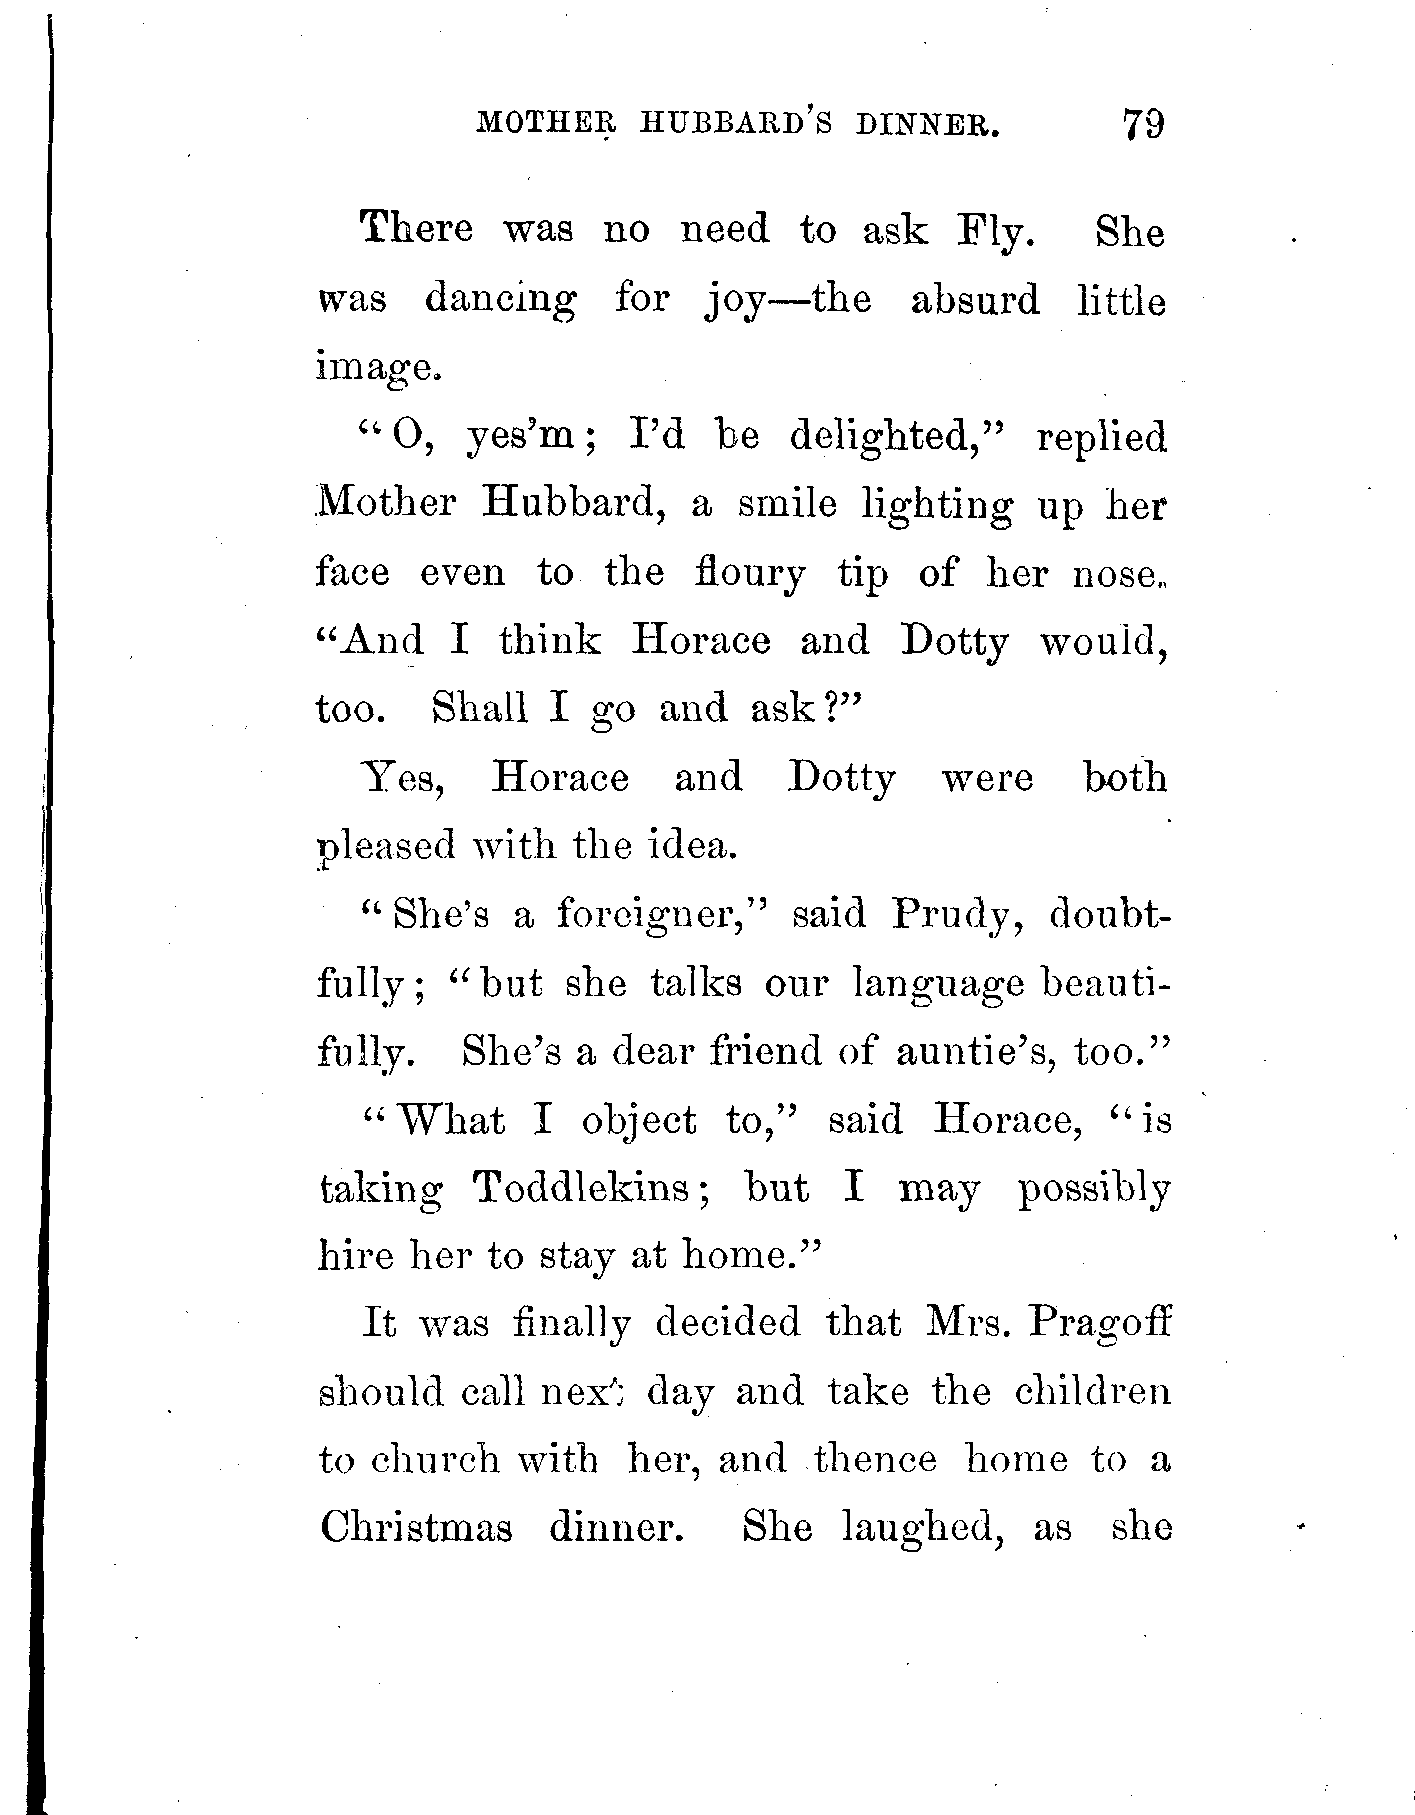 MOTHER HUBBARD'S DINNER. 79
There was no need to ask Fly. She
was dancing for joy—the absurd little
image.
"O, yes'm; I'd be delighted," replied
Mother Hubbard, a smile lighting up her
face even to the floury tip of her nose.
"And I think Horace and Dotty would,
too. Shall I go and ask?"
Yes, Horace and Dotty were both
pleased with the idea.
"She's a foreigner," said Prudy, doubt-
fully; "but she talks our language beauti-
fully. She's a dear friend of auntie's, too."
"What I object to," said Horace, "is
taking Toddlekins; but I may possibly
hire her to stay at home."
It was finally decided that Mrs. Pragoff
should call next day and take the children
to church with her, and thence home to a
Christmas dinner. She laughed, as she